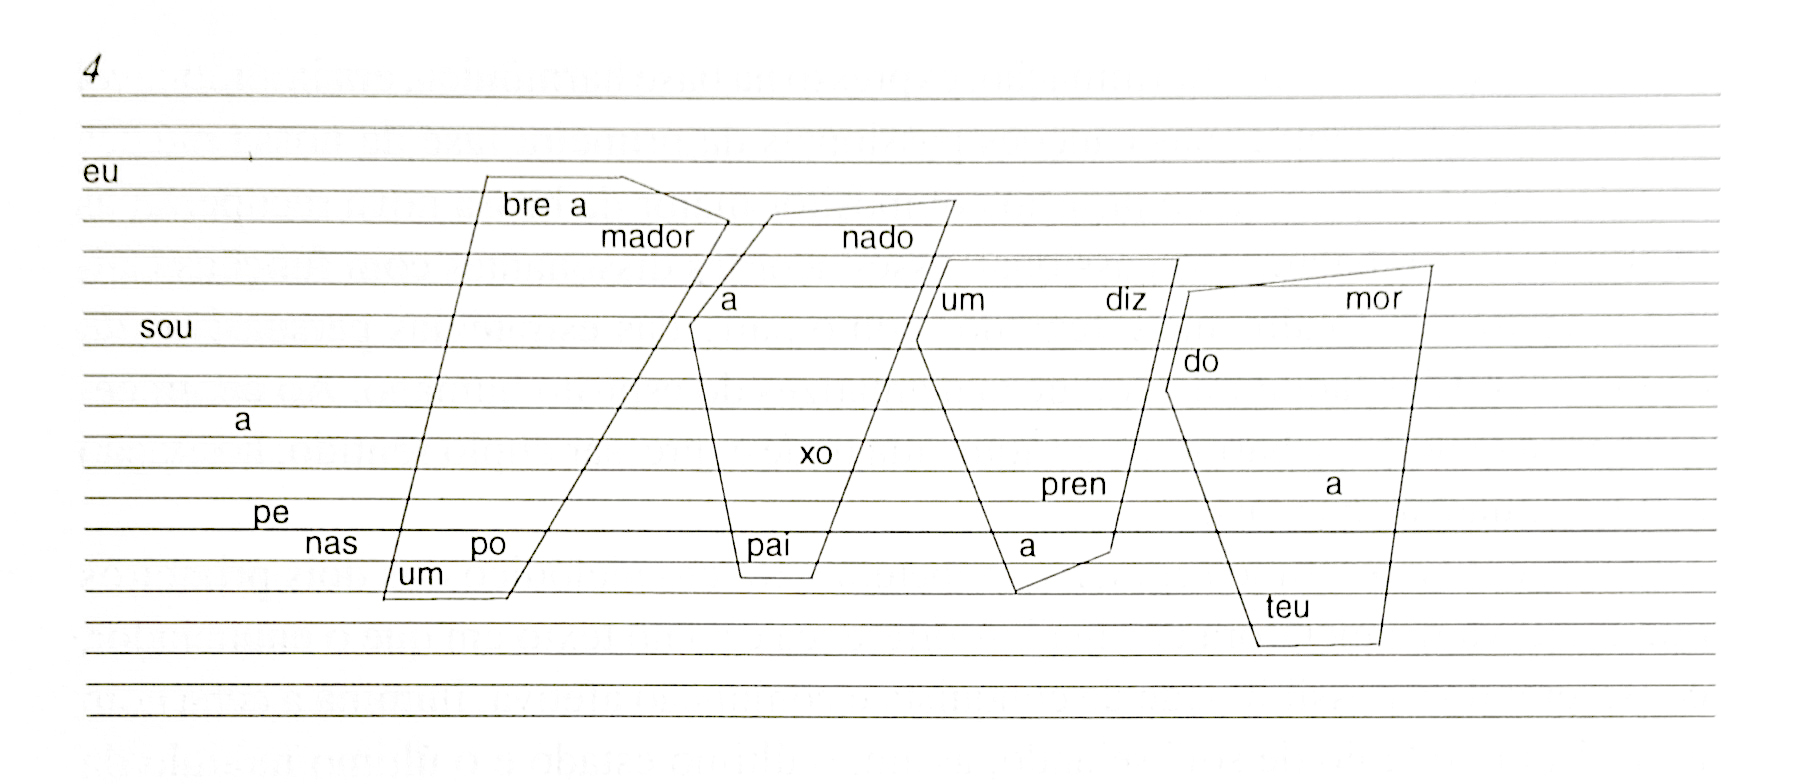 4
eu
bre a
mador nado
a um diz mor
sou
do
a
xo
pren a
pe
nas po pai a
um
teu